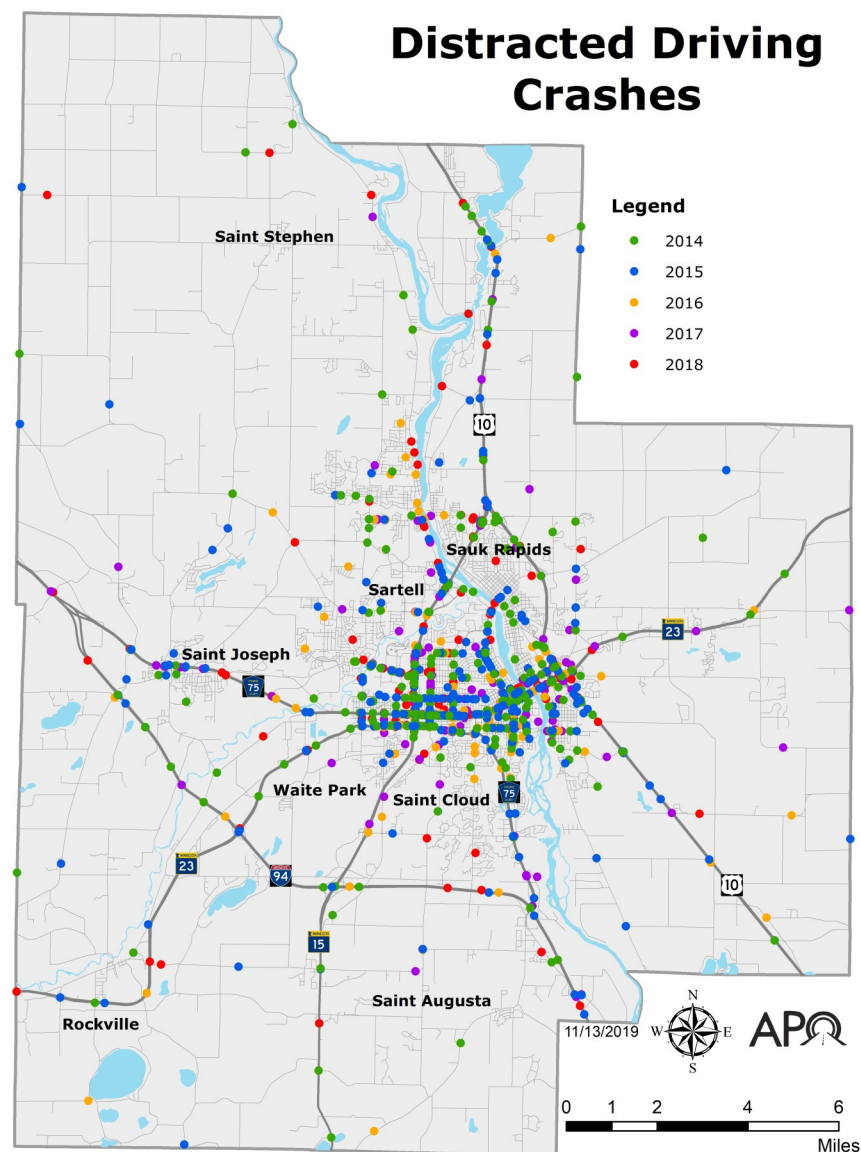 Distracted Driving
Crashes
Legend
2014
2015
2016
2017
2018
Saint Stephen
10
Sauk Rapids
Sartell
23
Saint Joseph
75
Waite Park
Saint Cloud
75
23
94
10
15
Saint Augusta
Rockville
11/13/2019
N
W
E
S
APO
0 1 2 4 6
Miles